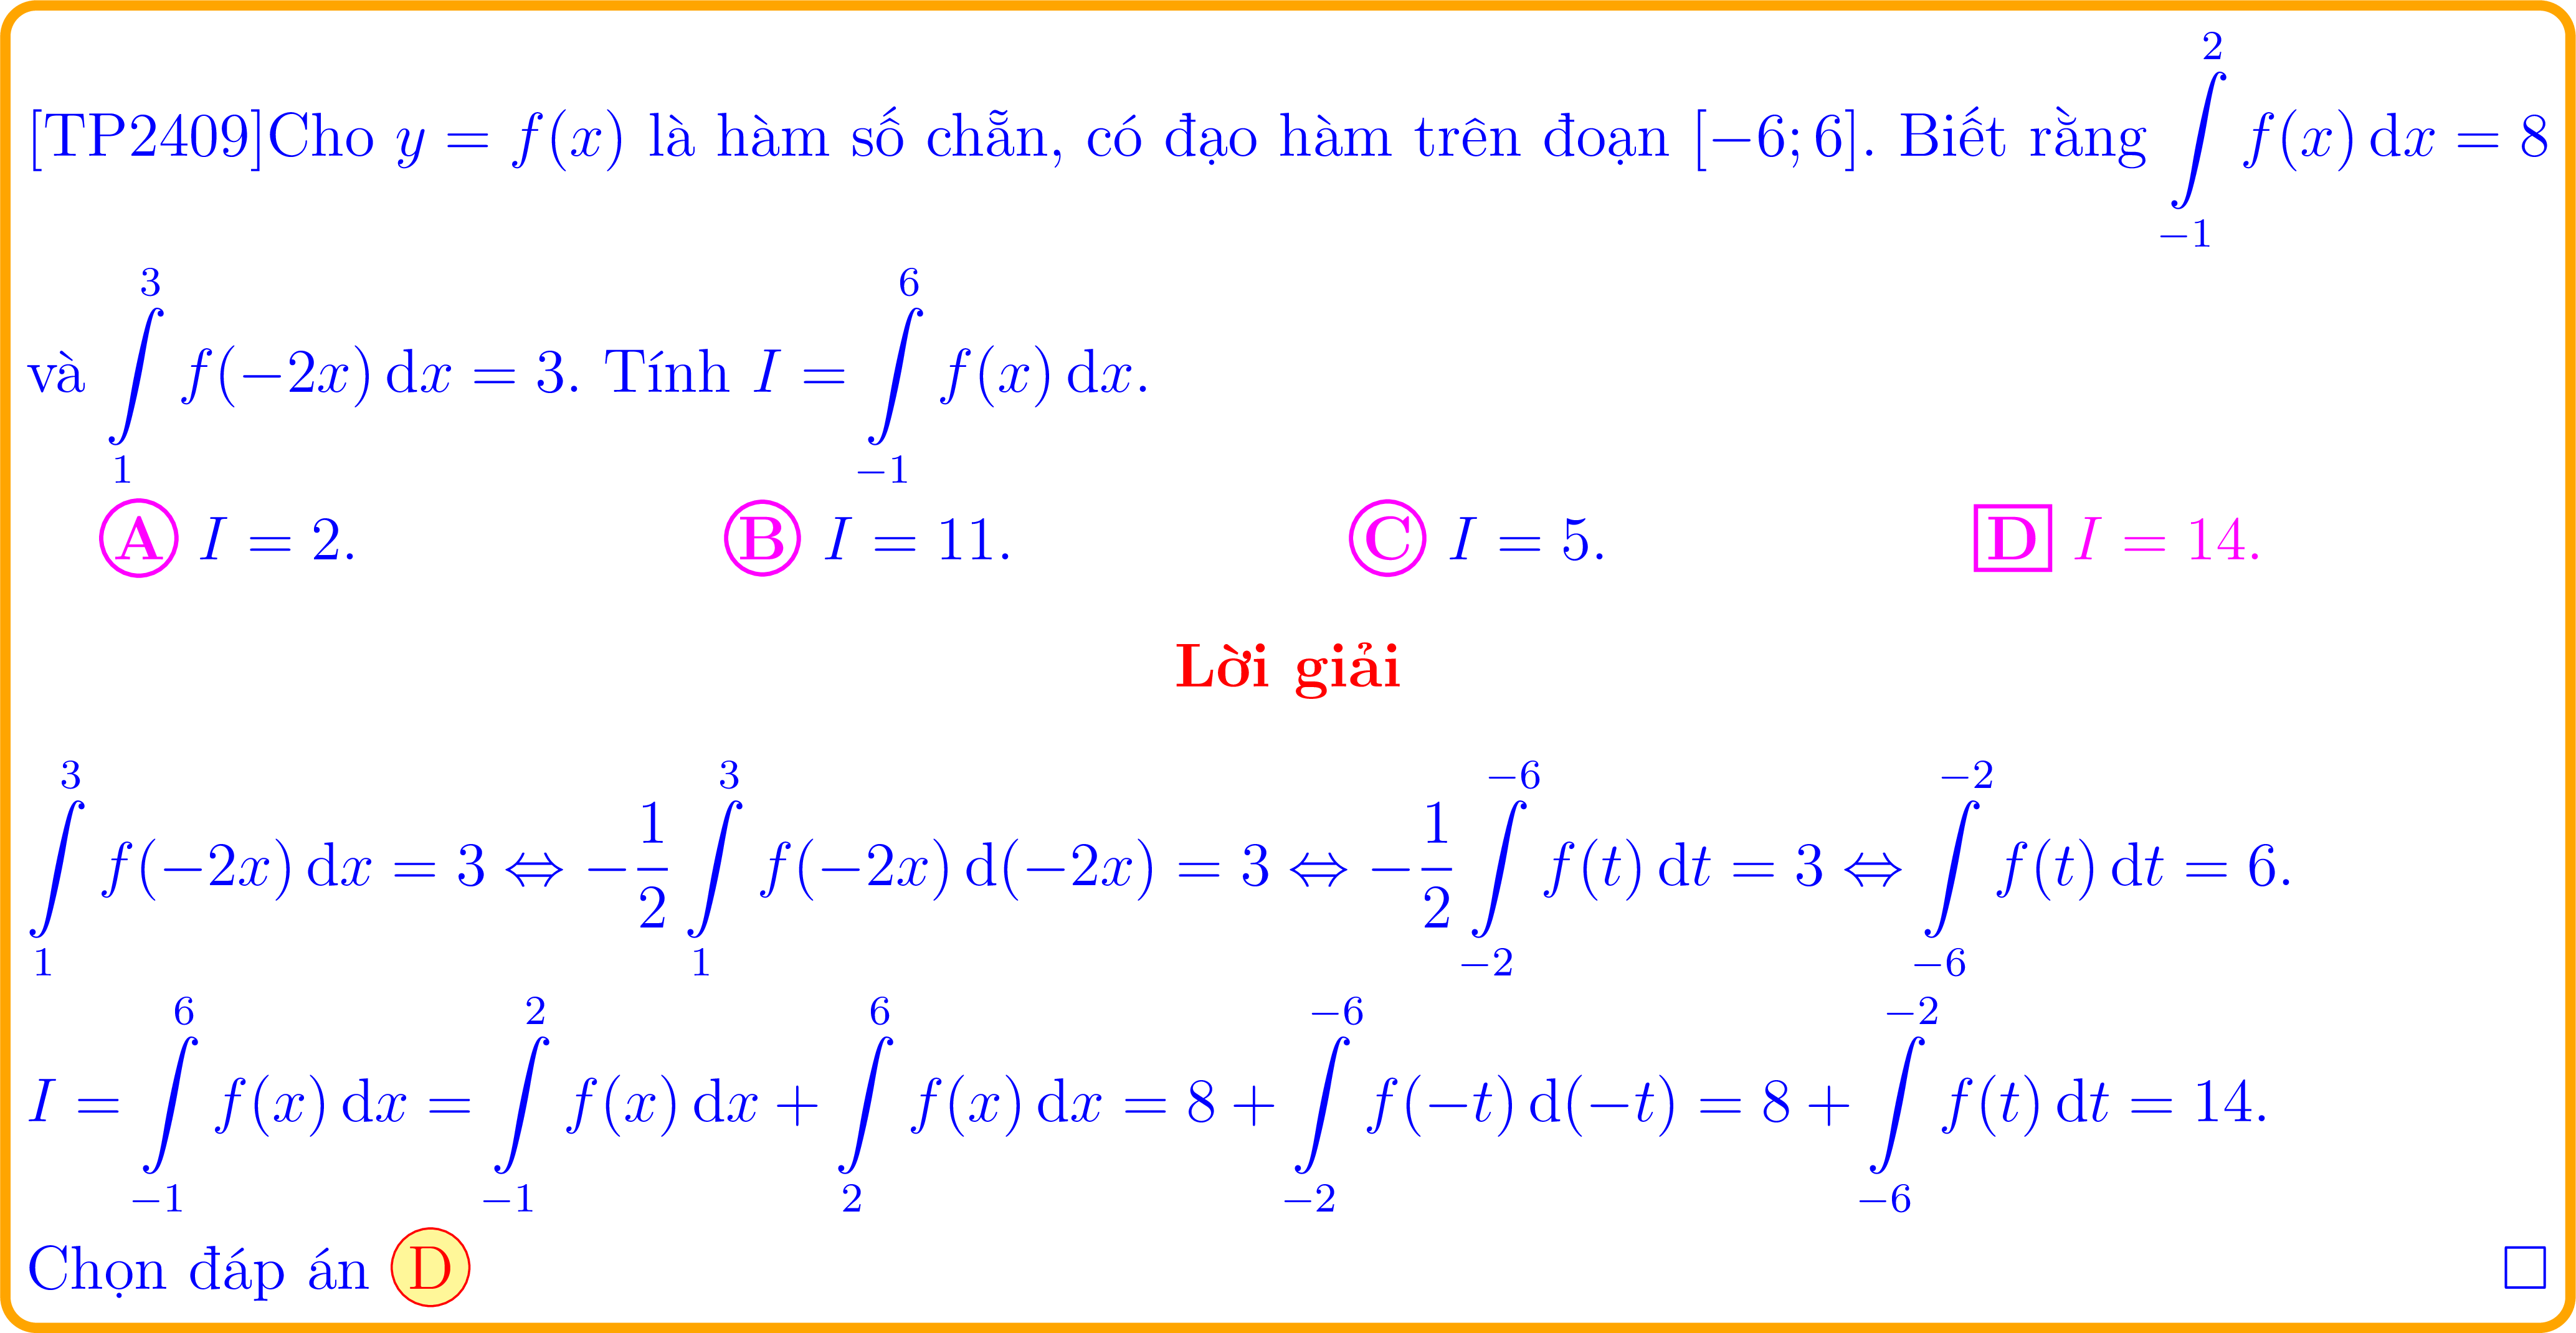 [TP2409]Cho $y = f(x)$ là hàm số chẵn, có đạo hàm trên đoạn $[-6; 6]$. Biết rằng $\int\limits_{-1}^{2} f(x)\,\mathrm{d}x = 8$
và $\int\limits_{1}^{3} f(-2x)\,\mathrm{d}x = 3$. Tính $I = \int\limits_{-1}^{6} f(x)\,\mathrm{d}x$.
A $I = 2$. B $I = 11$. C $I = 5$. D $I = 14$.
Lời giải
$\int\limits_{1}^{3} f(-2x)\,\mathrm{d}x = 3 \Leftrightarrow -\frac{1}{2}\int\limits_{1}^{3} f(-2x)\,\mathrm{d}(-2x) = 3 \Leftrightarrow -\frac{1}{2}\int\limits_{-2}^{-6} f(t)\,\mathrm{d}t = 3 \Leftrightarrow \int\limits_{-6}^{-2} f(t)\,\mathrm{d}t = 6.$
$I = \int\limits_{-1}^{6} f(x)\,\mathrm{d}x = \int\limits_{-1}^{2} f(x)\,\mathrm{d}x + \int\limits_{2}^{6} f(x)\,\mathrm{d}x = 8 + \int\limits_{-2}^{-6} f(-t)\,\mathrm{d}(-t) = 8 + \int\limits_{-6}^{-2} f(t)\,\mathrm{d}t = 14.$
Chọn đáp án D □